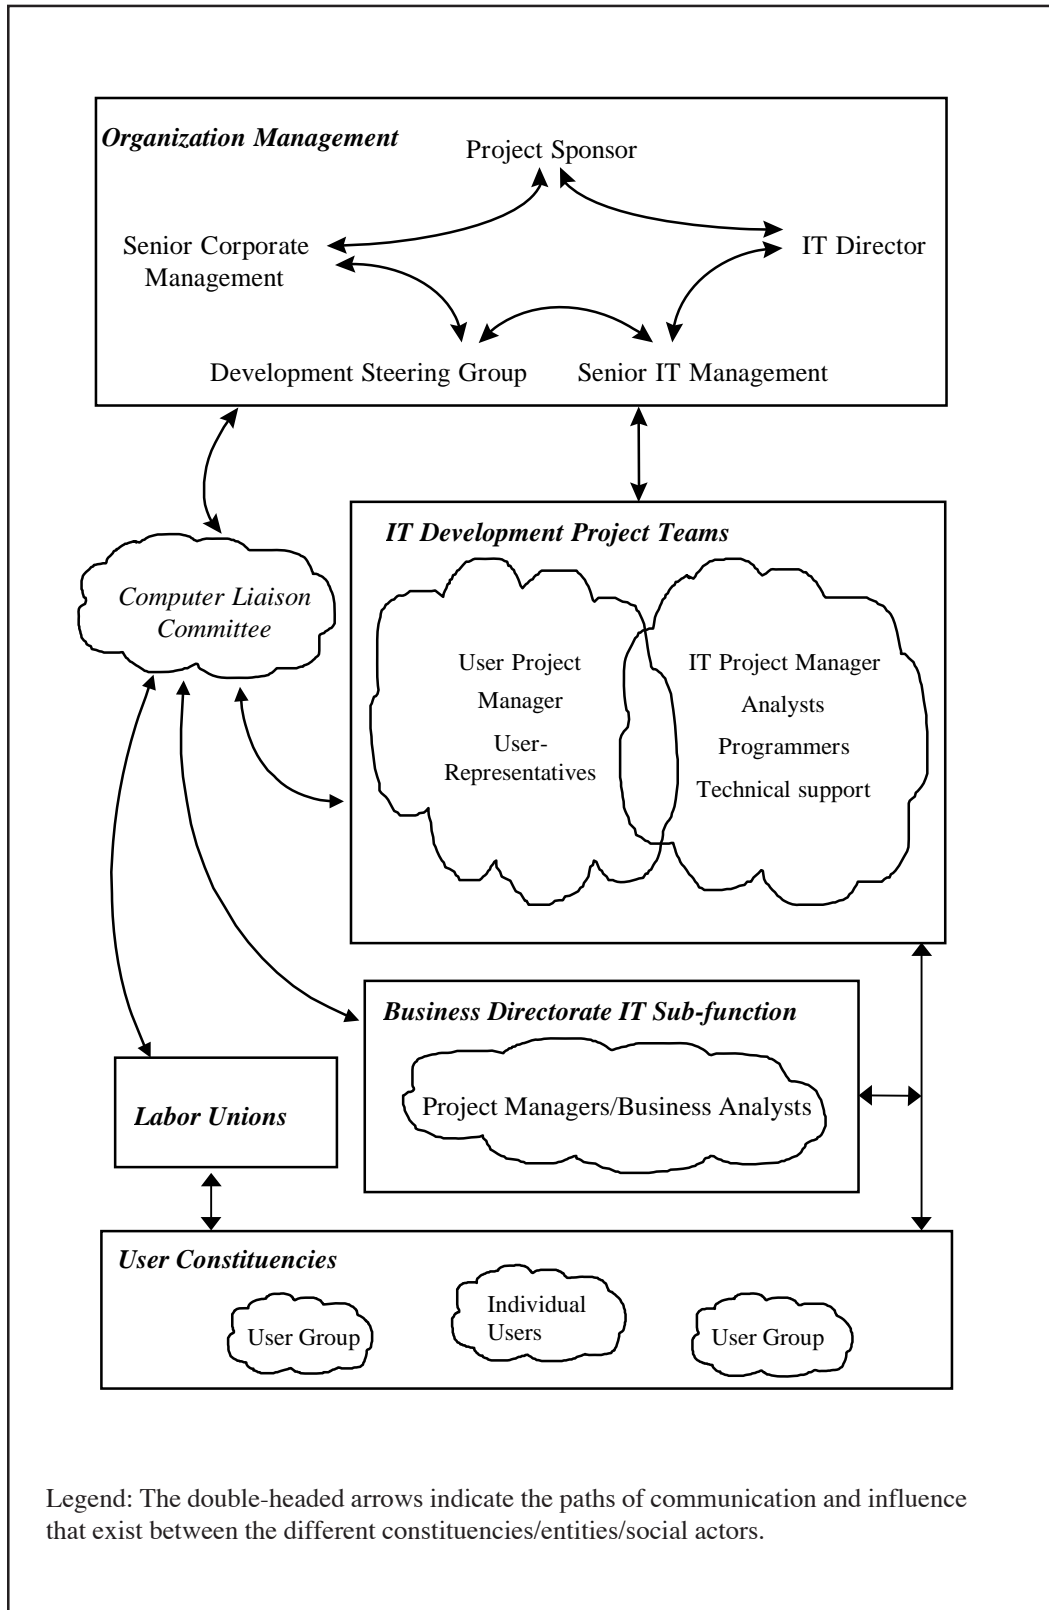 Organization Management
Project Sponsor
Senior Corporate
Management
IT Director
Development Steering Group
Senior IT Management
Computer Liaison
Committee
IT Development Project Teams
User Project
Manager
User-
Representatives
IT Project Manager
Analysts
Programmers
Technical support
Business Directorate IT Sub-function
Project Managers/Business Analysts
Labor Unions
User Constituencies
User Group
Individual
Users
User Group
Legend: The double-headed arrows indicate the paths of communication and influence
that exist between the different constituencies/entities/social actors.